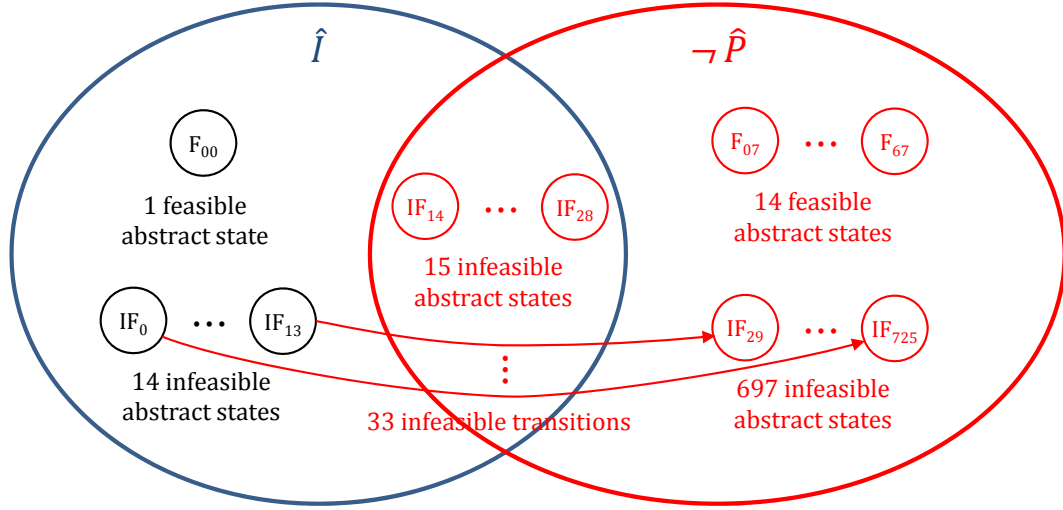 Î
¬ P̂
F₀₀
1 feasible
abstract state
IF₁₄ ••• IF₂₈
15 infeasible
abstract states
F₀₇ ••• F₆₇
14 feasible
abstract states
IF₀ ••• IF₁₃
14 infeasible
abstract states
33 infeasible transitions
IF₂₉ ••• IF₇₂₅
697 infeasible
abstract states